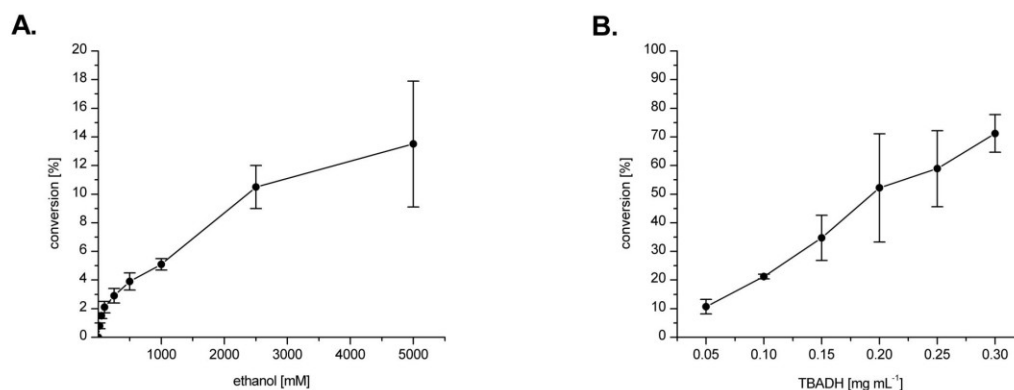 A.
20
18
16
14
12
10
8
6
4
2
0
conversion [%]
1000 2000 3000 4000 5000
ethanol [mM]
B.
100
90
80
70
60
50
40
30
20
10
0
conversion [%]
0.05 0.10 0.15 0.20 0.25 0.30
TBADH [mg mL⁻¹]